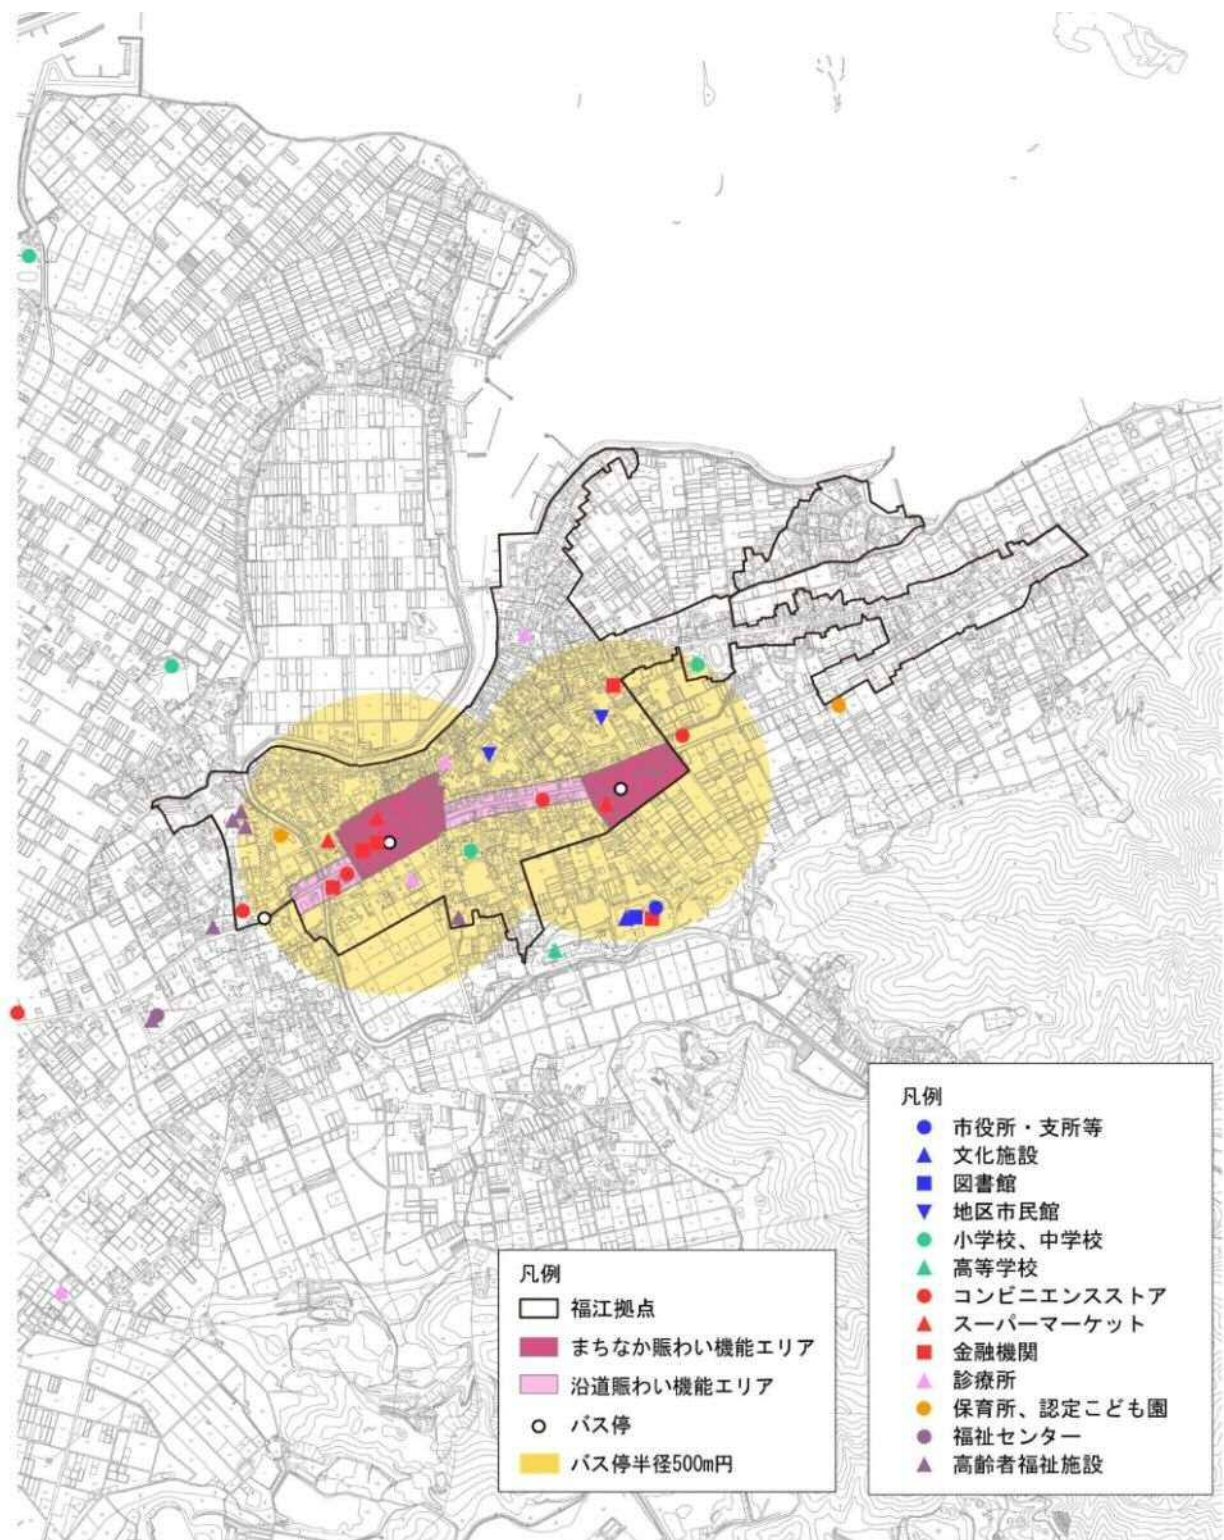 凡例
福江拠点
まちなか賑わい機能エリア
沿道賑わい機能エリア
バス停
バス停半径500m円
凡例
市役所・支所等
文化施設
図書館
地区市民館
小学校、中学校
高等学校
コンビニエンスストア
スーパーマーケット
金融機関
診療所
保育所、認定こども園
福祉センター
高齢者福祉施設